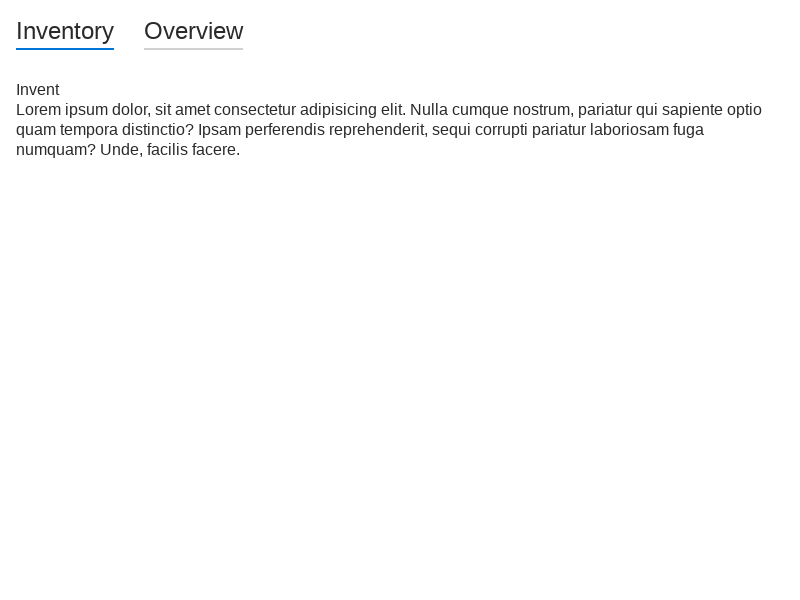 Inventory Overview
Invent
Lorem ipsum dolor, sit amet consectetur adipisicing elit. Nulla cumque nostrum, pariatur qui sapiente optio
quam tempora distinctio? Ipsam perferendis reprehenderit, sequi corrupti pariatur laboriosam fuga
numquam? Unde, facilis facere.